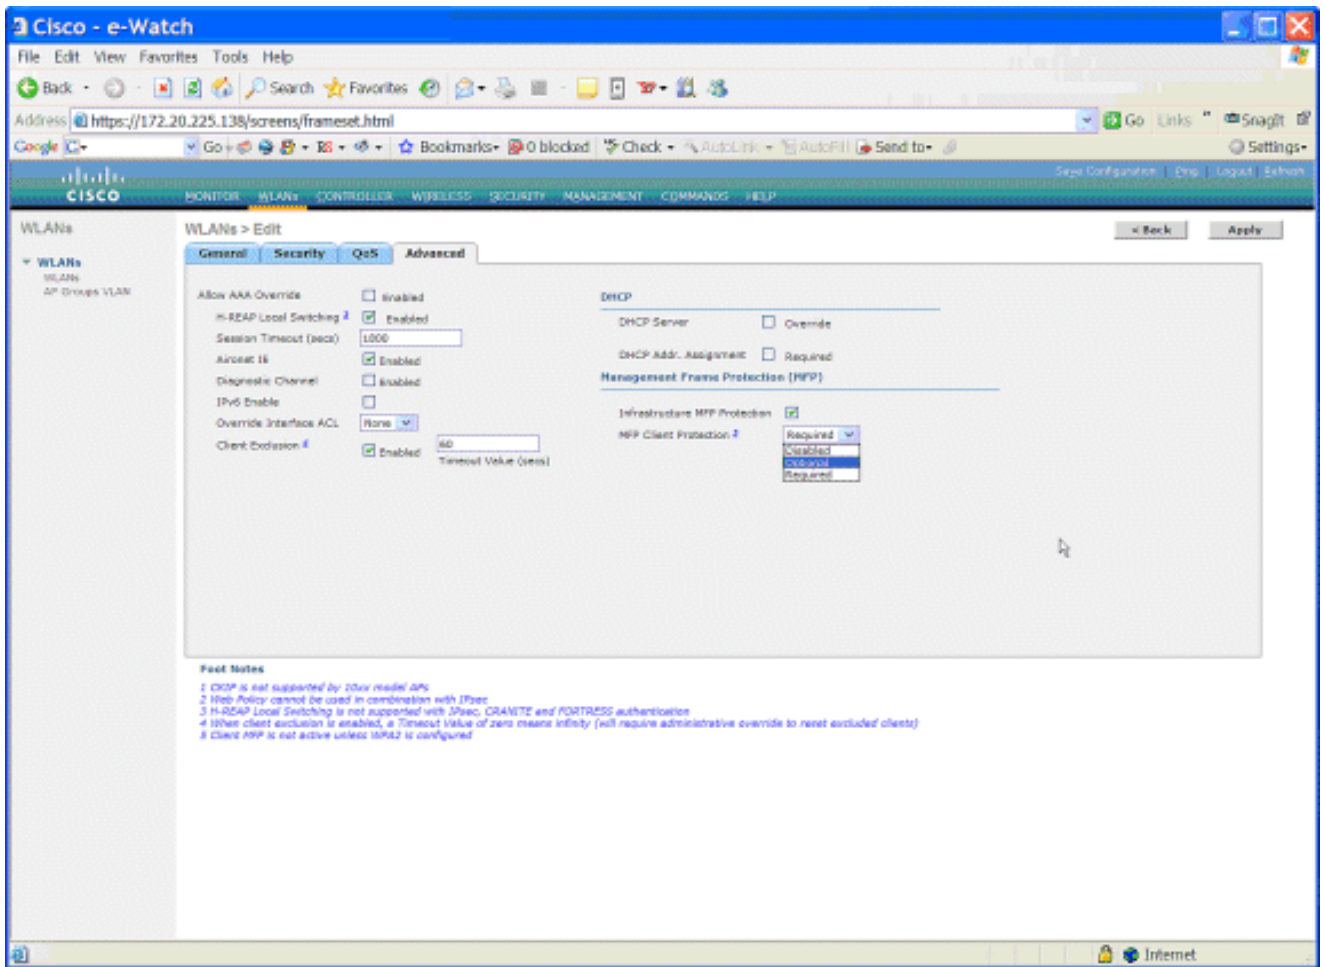 Cisco - e-Watch
File Edit View Favorites Tools Help
Back Search Favorites
Address https://172.20.225.138/screens/frameset.html Go Links » SnagIt
Google Go Bookmarks 0 blocked Check AutoLink AutoFill Send to Settings
Save Configuration | Ping | Logout | Refresh
CISCO MONITOR WLANs CONTROLLER WIRELESS SECURITY MANAGEMENT COMMANDS HELP
WLANs
WLANs > Edit
< Back Apply
WLANs
WLANs
AP Groups VLAN
General Security QoS Advanced
Allow AAA Override Enabled
H-REAP Local Switching Enabled
Session Timeout (secs) 1800
Aironet IE Enabled
Diagnostic Channel Enabled
IPv6 Enable
Override Interface ACL None
Client Exclusion 4 Enabled 60
Timeout Value (secs)
DHCP
DHCP Server Override
DHCP Addr. Assignment Required
Management Frame Protection (MFP)
Infrastructure MFP Protection
MFP Client Protection Required
Disabled
Optional
Required
Foot Notes
1 CKIP is not supported by 10xx model APs
2 Web Policy cannot be used in combination with IPsec
3 H-REAP Local Switching is not supported with IPsec, CRANITE and FORTRESS authentication
4 When client exclusion is enabled, a Timeout Value of zero means infinity (will require administrative override to reset excluded clients)
5 Client MFP is not active unless WPA2 is configured
Internet